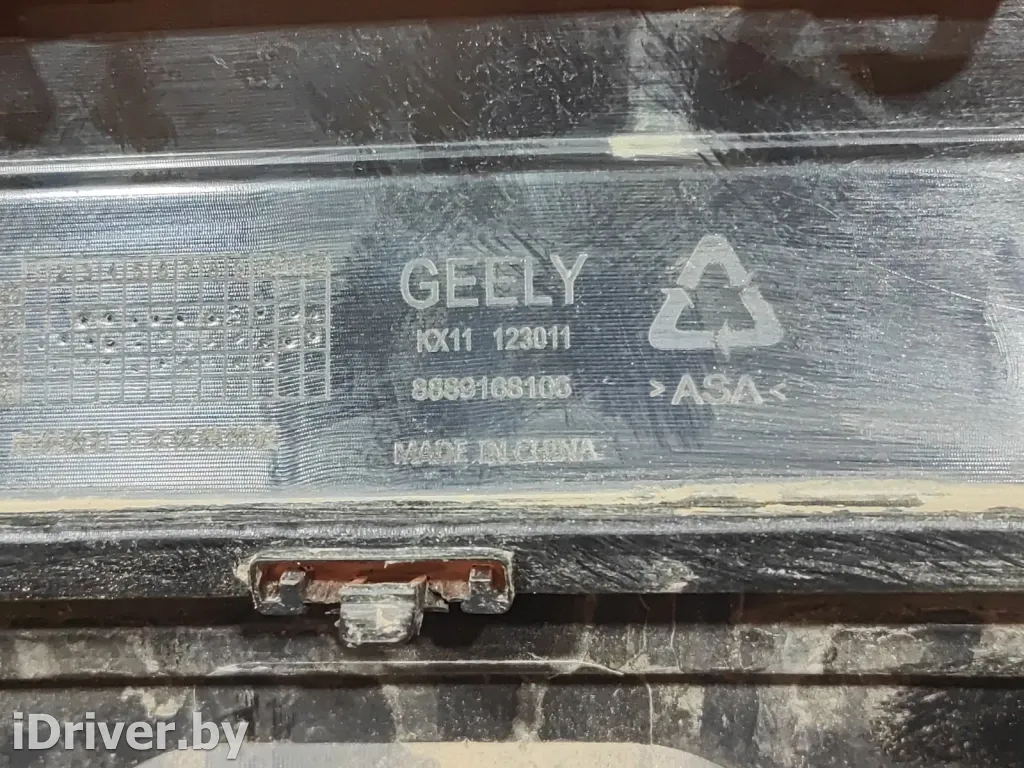 GEELY
KX11 123011
8889168106
>ASA<
MADE IN CHINA
iDriver.by